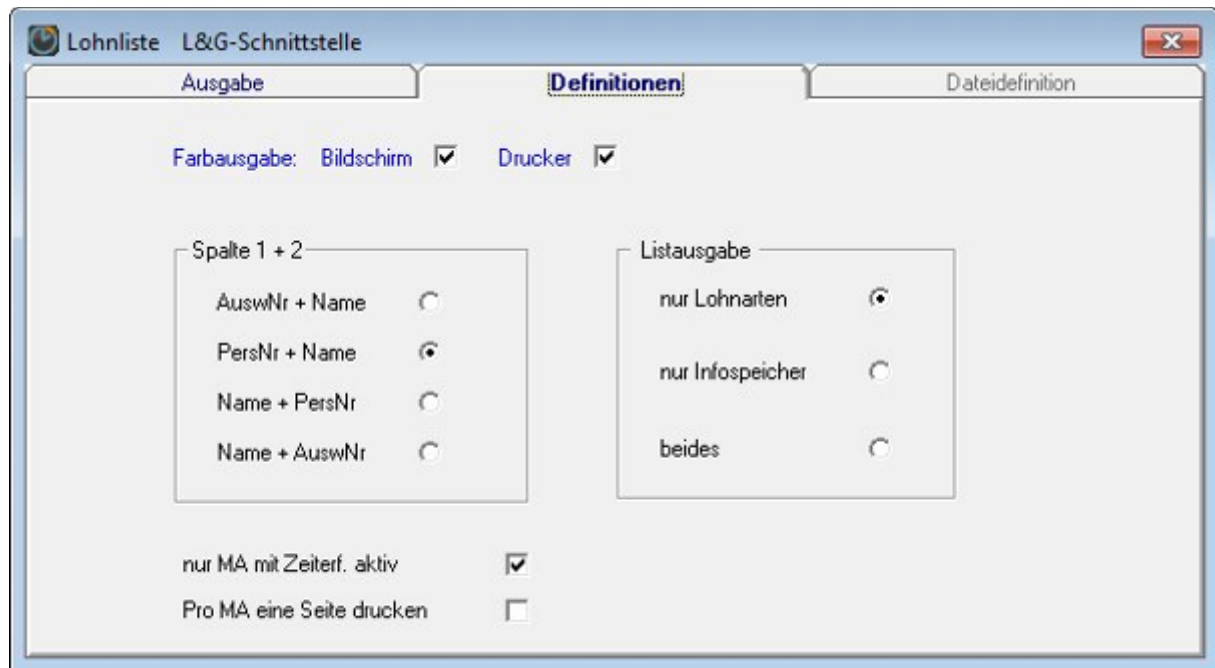 Lohnliste L&G-Schnittstelle
Ausgabe Definitionen Dateidefinition
Farbausgabe: Bildschirm Drucker
Spalte 1 + 2
AuswNr + Name
PersNr + Name
Name + PersNr
Name + AuswNr
Listausgabe
nur Lohnarten
nur Infospeicher
beides
nur MA mit Zeiterf. aktiv
Pro MA eine Seite drucken